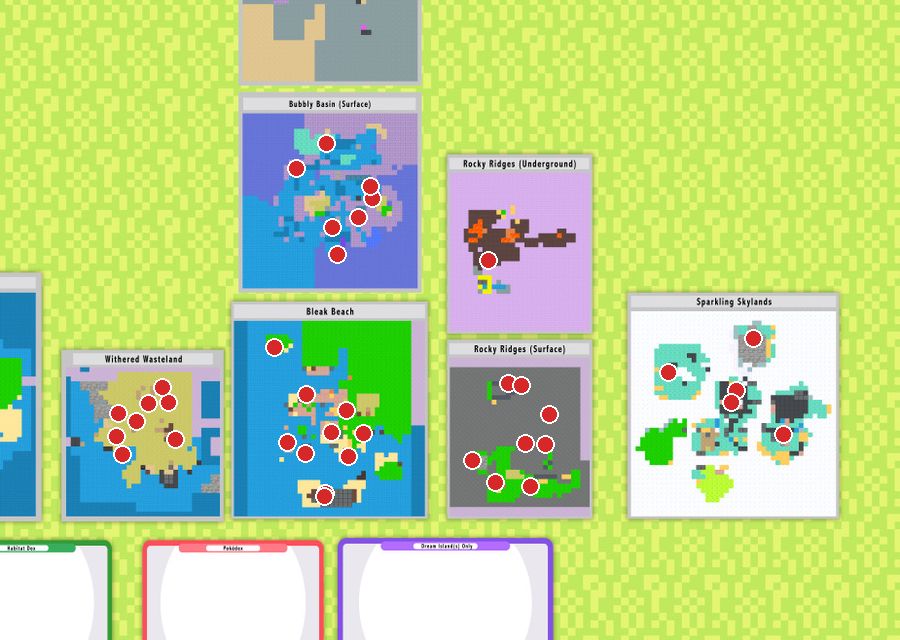 Bubbly Basin (Surface)
Rocky Ridges (Underground)
Sparkling Skylands
Bleak Beach
Rocky Ridges (Surface)
Withered Wasteland
Habitat Dex
Pokédex
Dream Island(s) Only